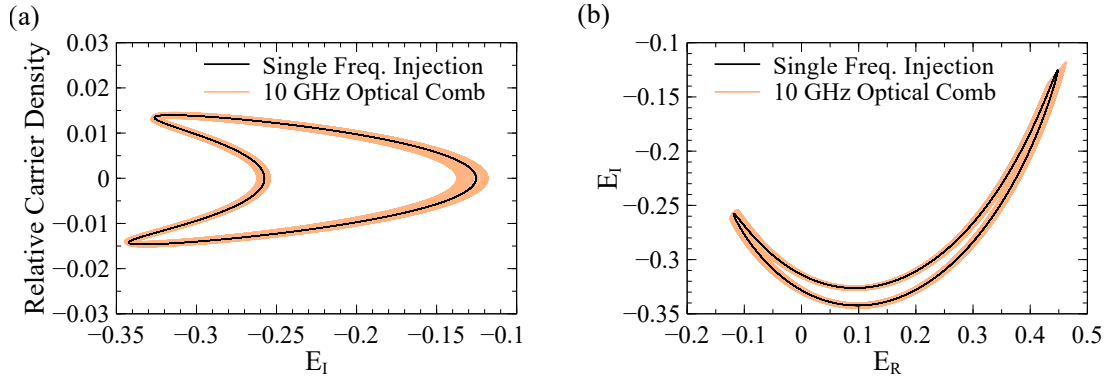 (a)
Relative Carrier Density
0.03
0.02
0.01
0
−0.01
−0.02
−0.03
Single Freq. Injection
10 GHz Optical Comb
−0.35 −0.3 −0.25 −0.2 −0.15 −0.1
E_I
(b)
E_I
−0.1
−0.15
−0.2
−0.25
−0.3
−0.35
Single Freq. Injection
10 GHz Optical Comb
−0.2 −0.1 0 0.1 0.2 0.3 0.4 0.5
E_R